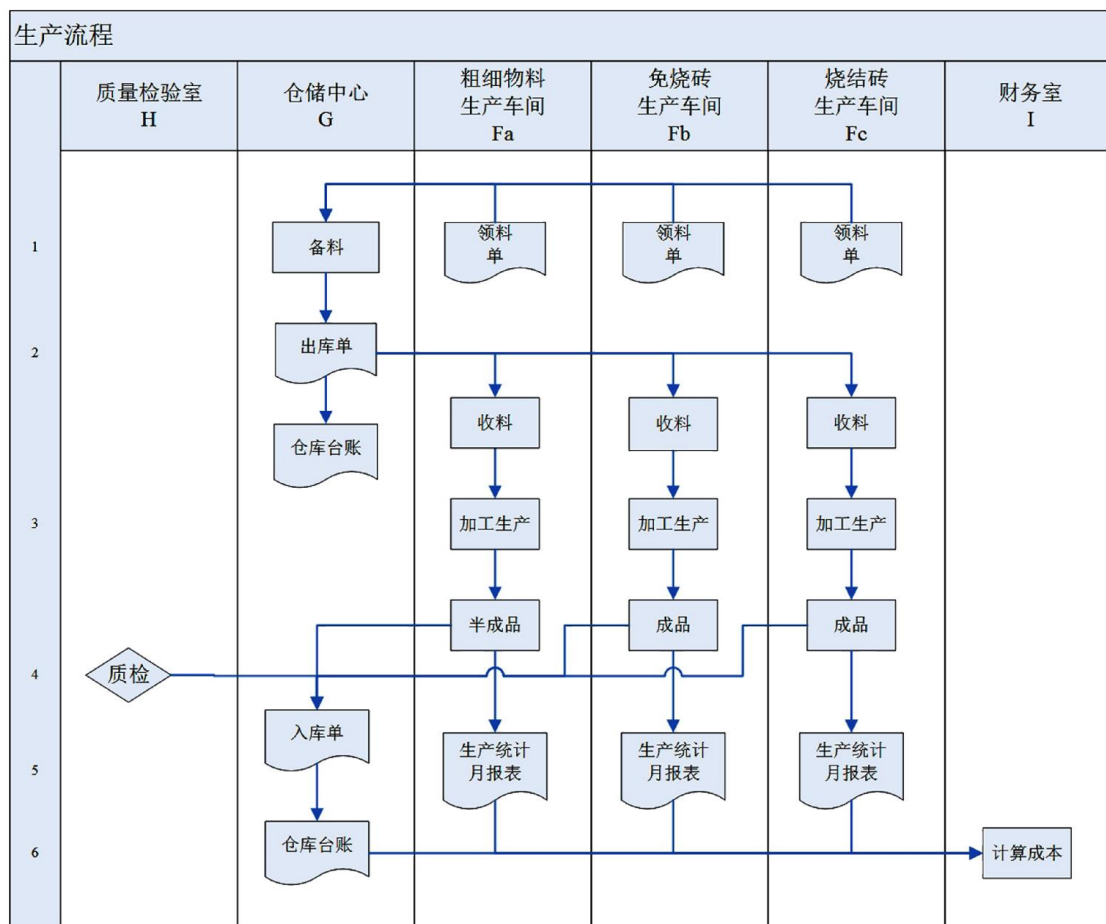 生产流程
质量检验室
H
仓储中心
G
粗细物料
生产车间
Fa
免烧砖
生产车间
Fb
烧结砖
生产车间
Fc
财务室
I
1
备料
领料
单
领料
单
领料
单
2
出库单
仓库台账
收料
收料
收料
3
加工生产
加工生产
加工生产
半成品
成品
成品
4
质检
入库单
5
生产统计
月报表
生产统计
月报表
生产统计
月报表
6
仓库台账
计算成本